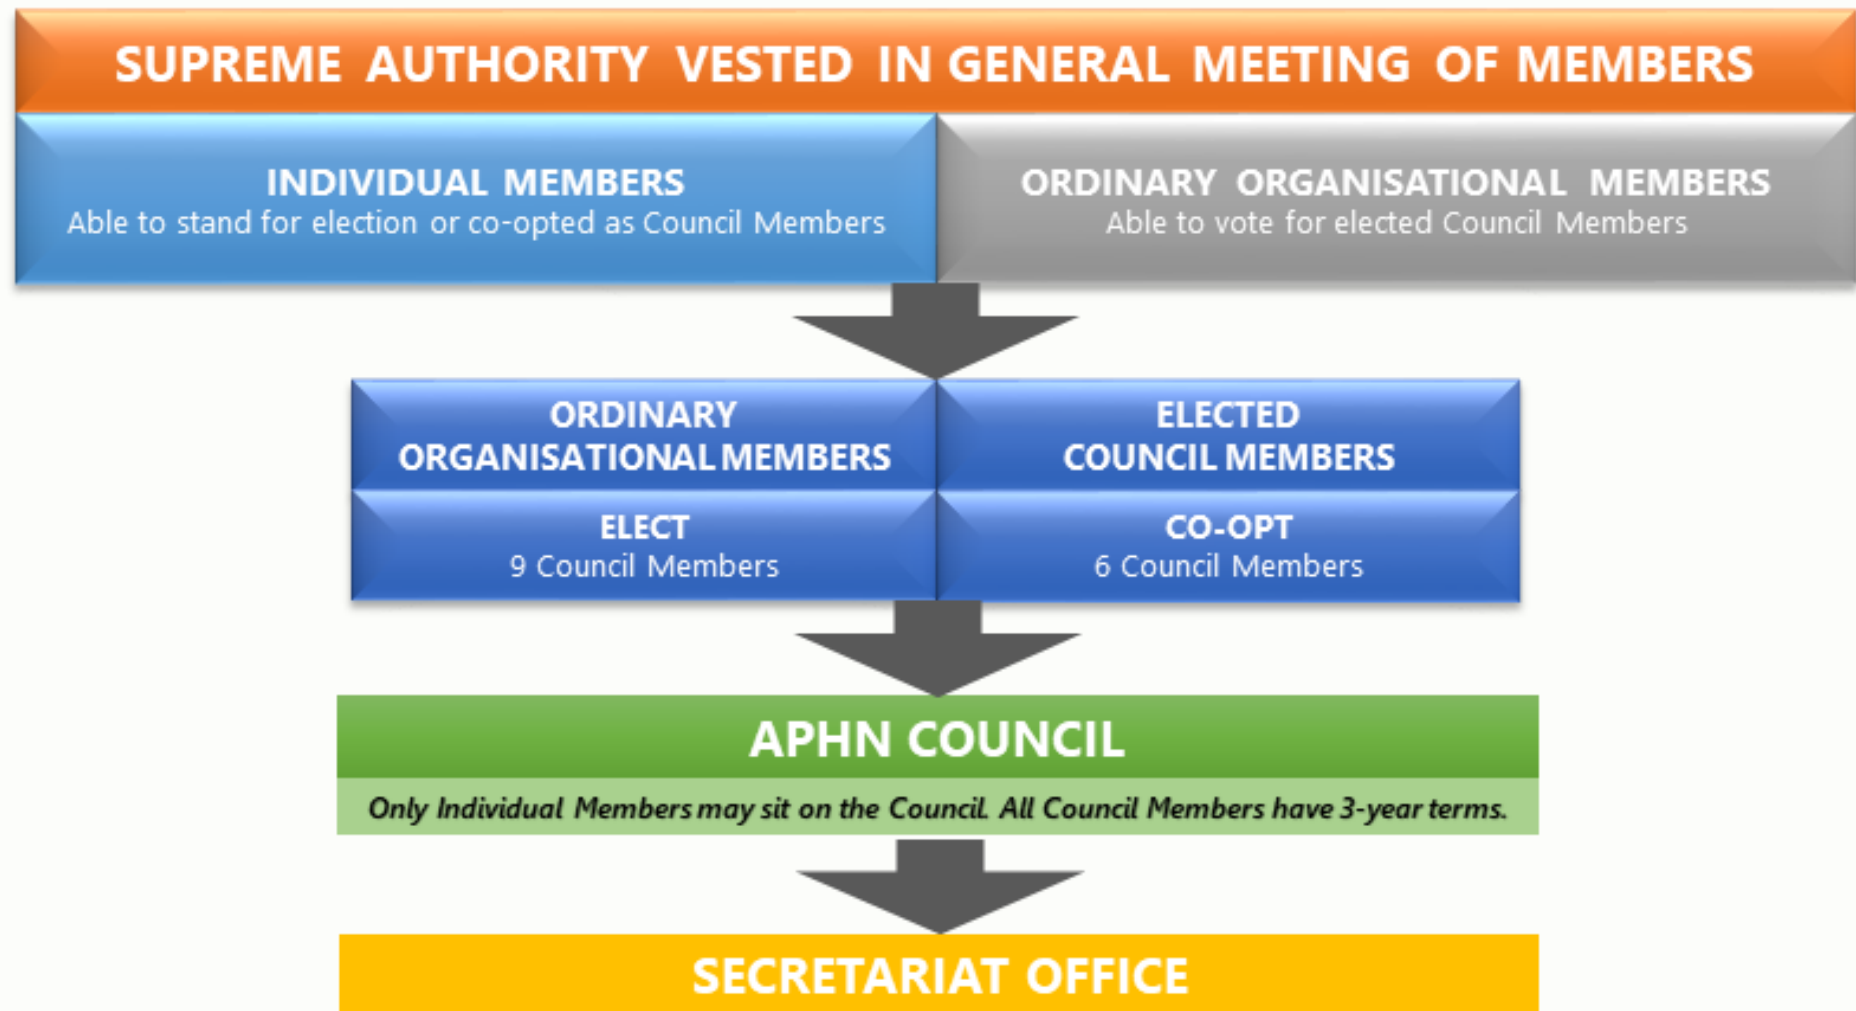 SUPREME AUTHORITY VESTED IN GENERAL MEETING OF MEMBERS
INDIVIDUAL MEMBERS
Able to stand for election or co-opted as Council Members
ORDINARY ORGANISATIONAL MEMBERS
Able to vote for elected Council Members
ORDINARY
ORGANISATIONAL MEMBERS
ELECTED
COUNCIL MEMBERS
ELECT
9 Council Members
CO-OPT
6 Council Members
APHN COUNCIL
Only Individual Members may sit on the Council. All Council Members have 3-year terms.
SECRETARIAT OFFICE